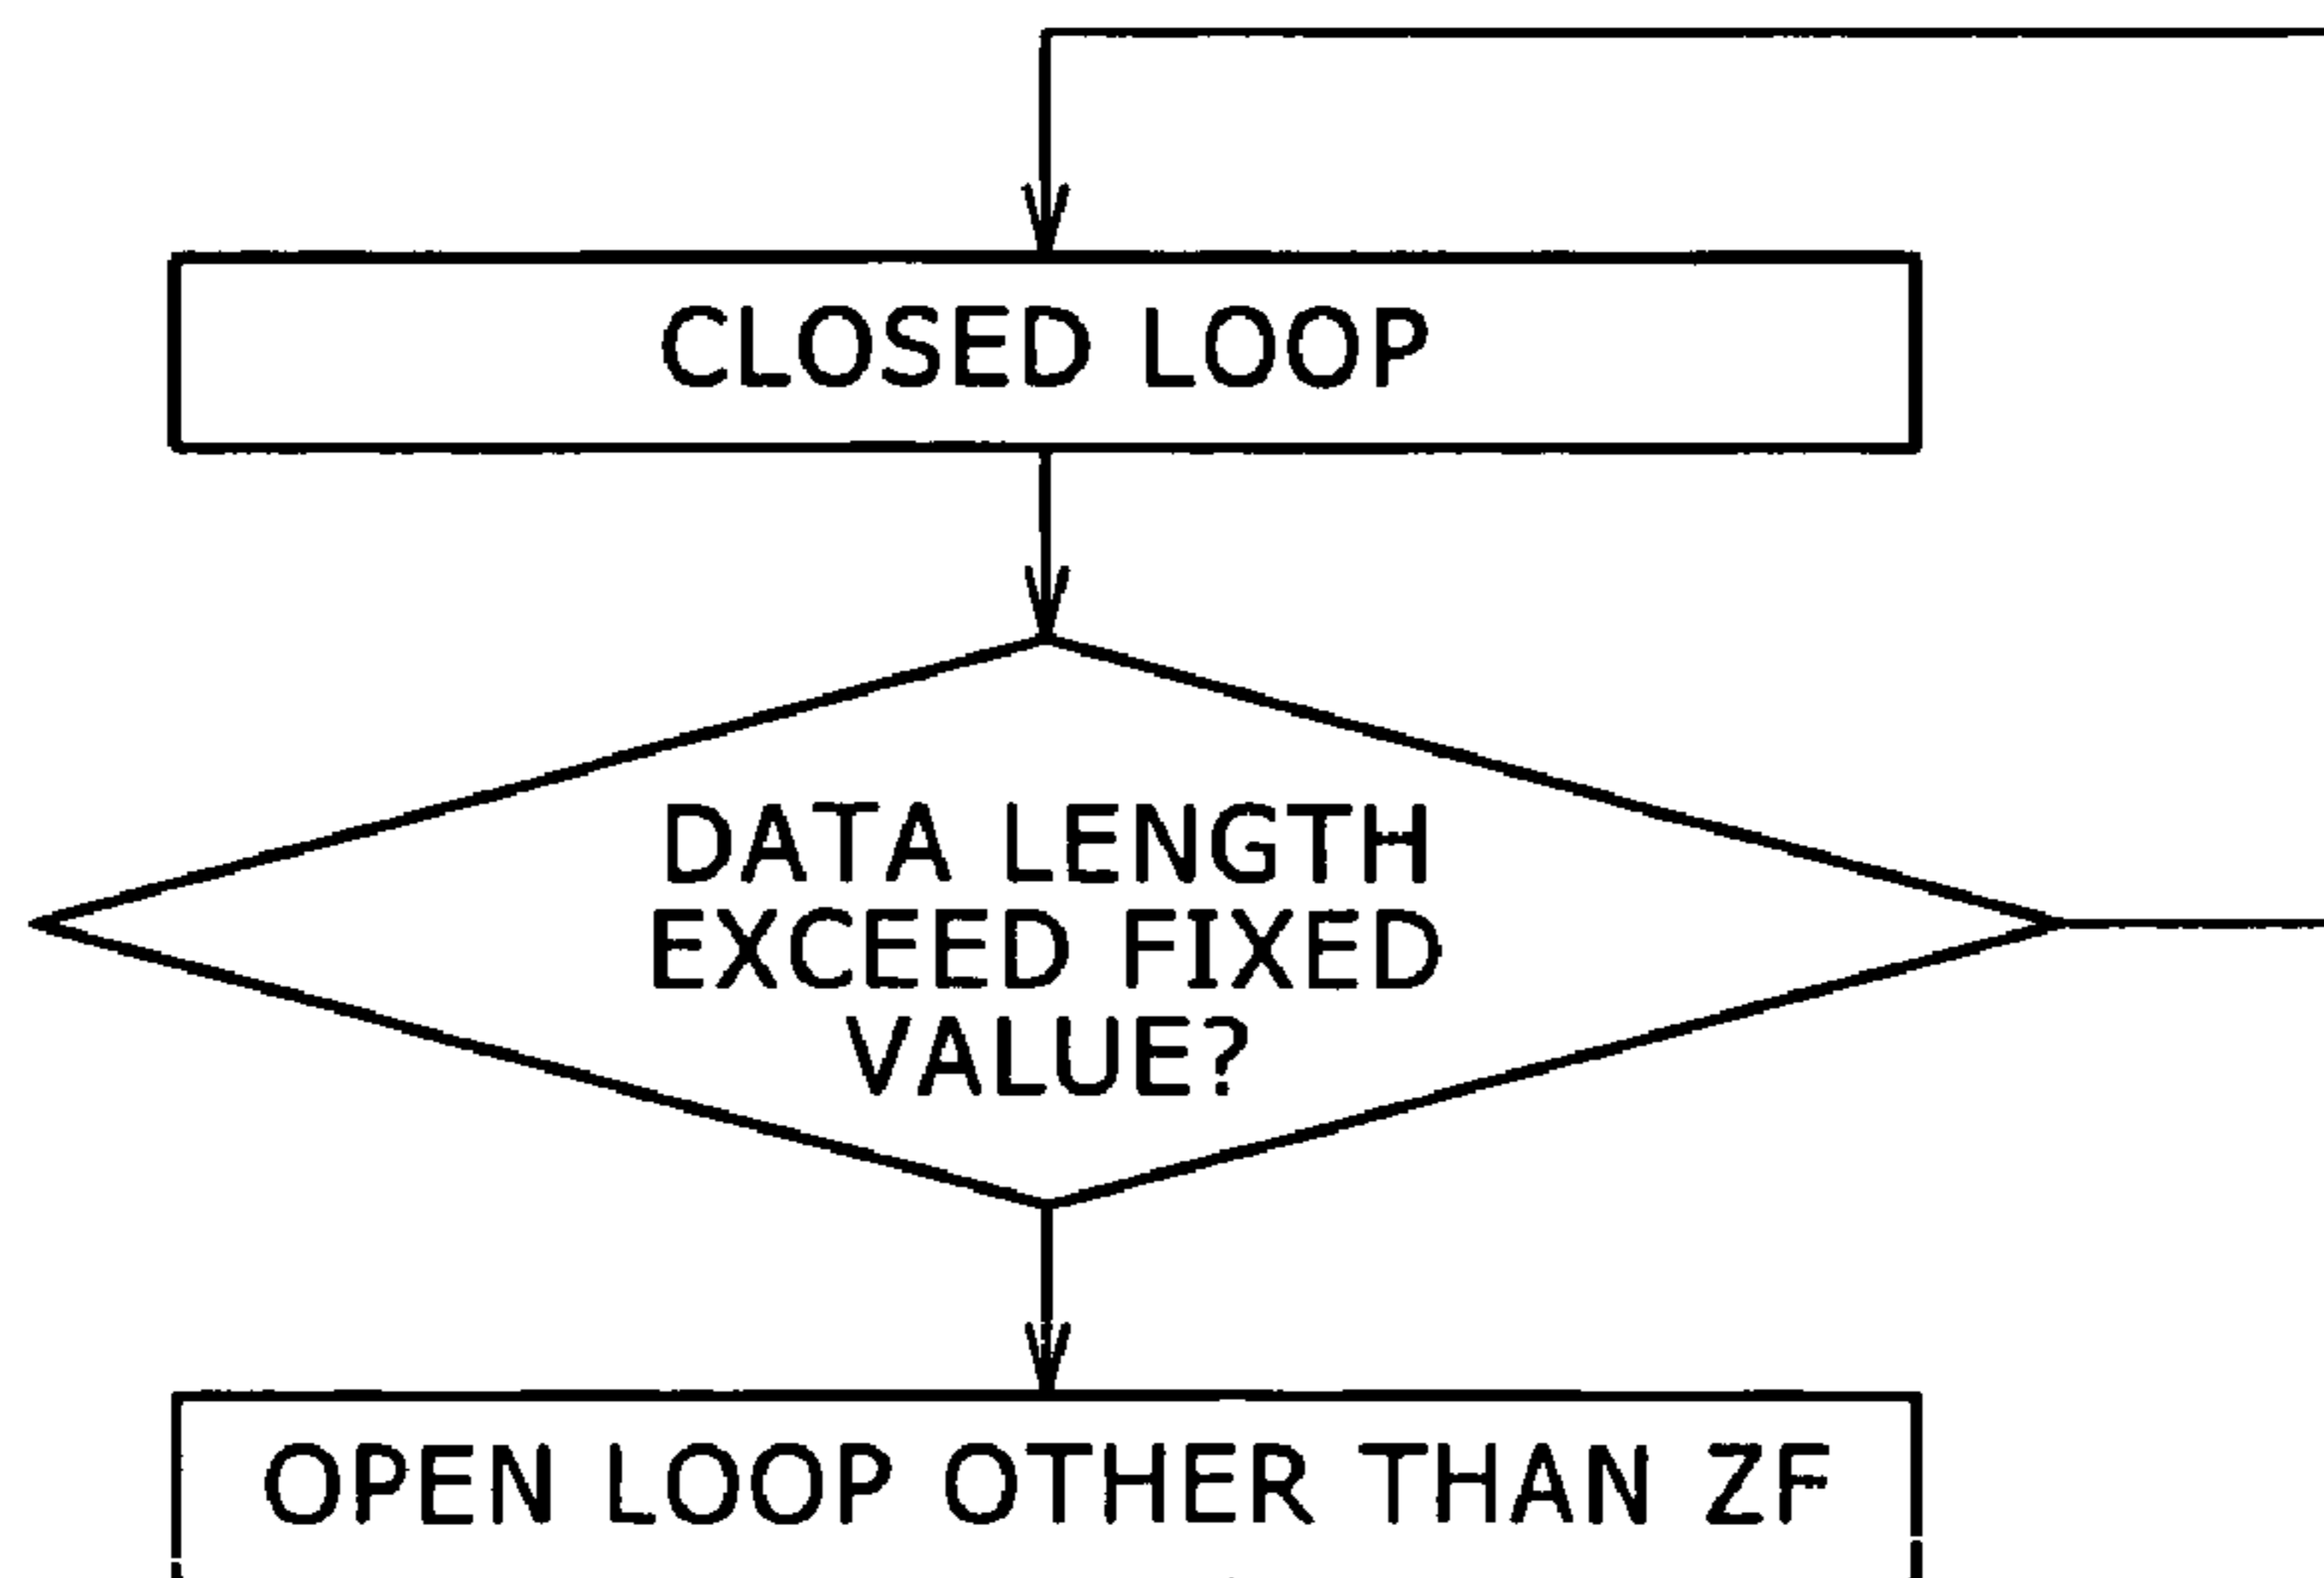 CLOSED LOOP
DATA LENGTH
EXCEED FIXED
VALUE?
OPEN LOOP OTHER THAN ZF